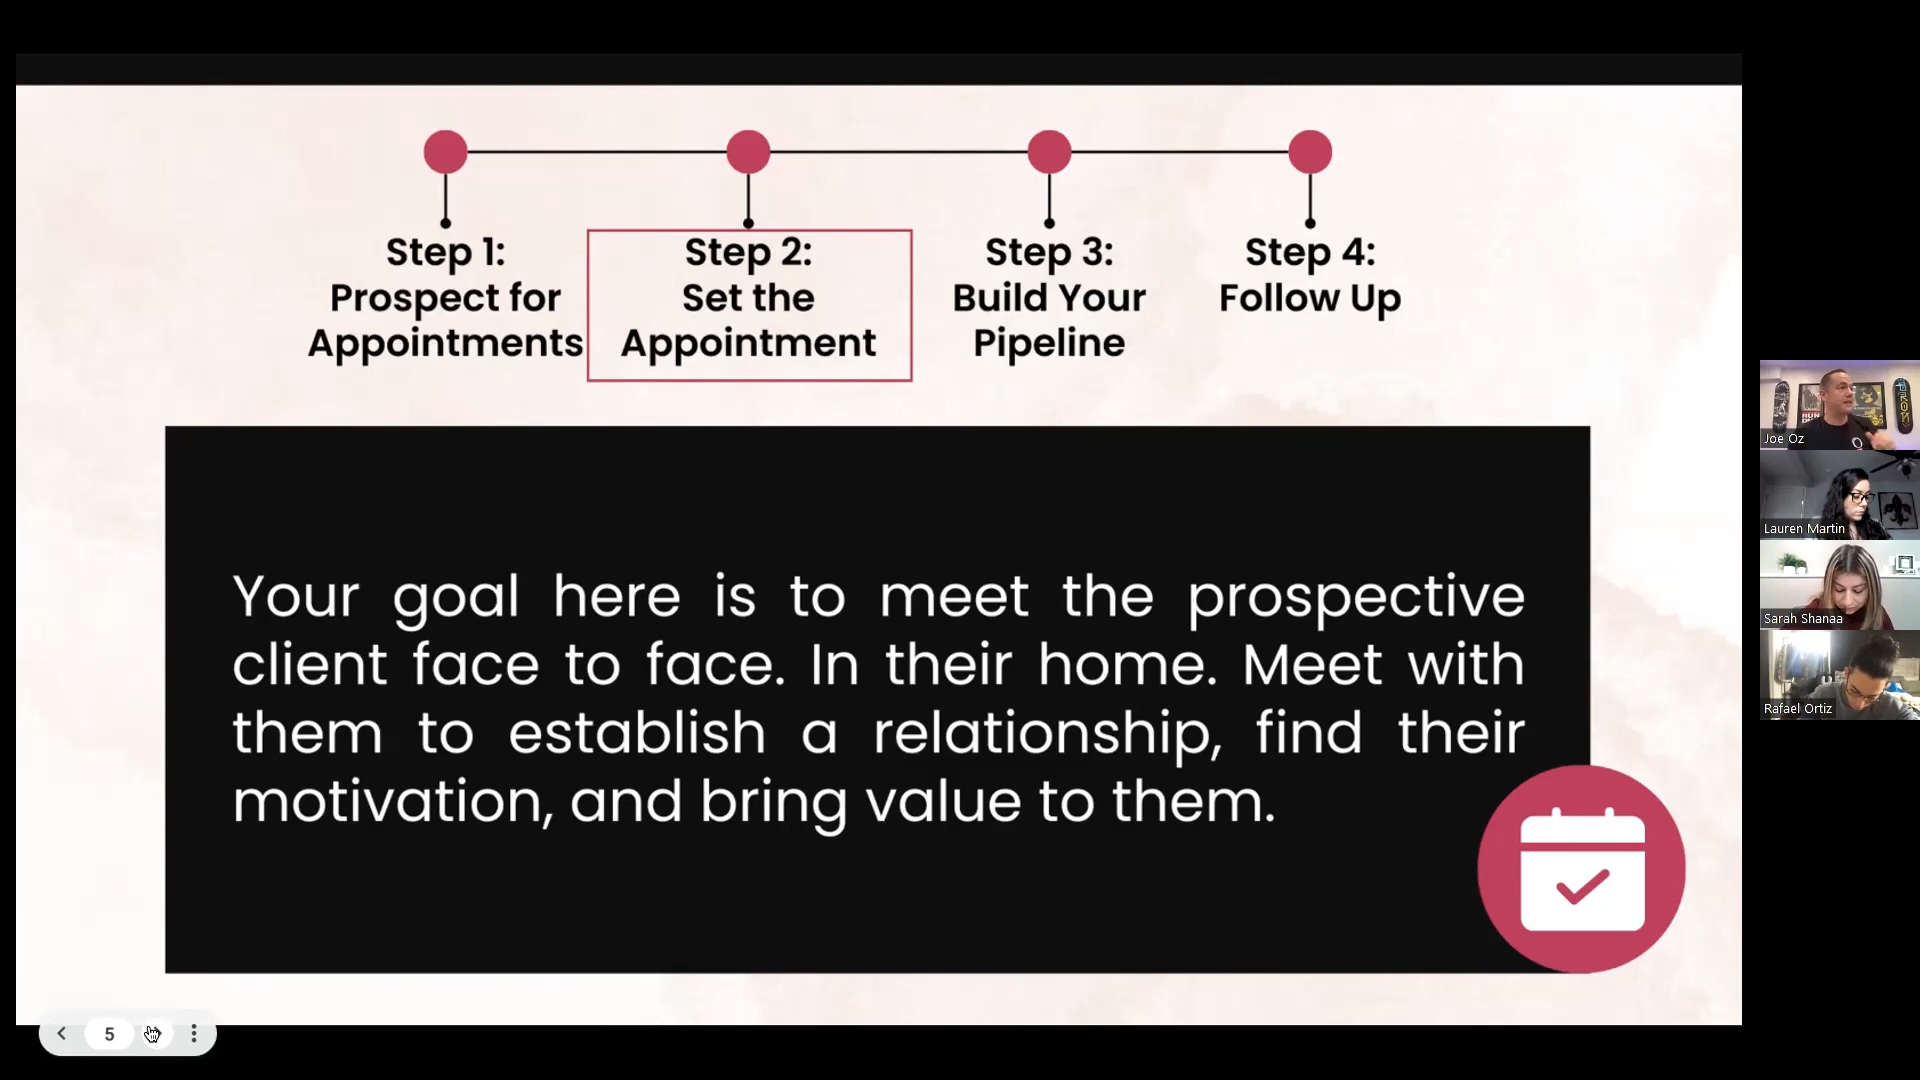 Step 1:
Prospect for
Appointments
Step 2:
Set the
Appointment
Step 3:
Build Your
Pipeline
Step 4:
Follow Up
Your goal here is to meet the prospective
client face to face. In their home. Meet with
them to establish a relationship, find their
motivation, and bring value to them.
Joe Oz
Lauren Martin
Sarah Shanaa
Rafael Ortiz
5